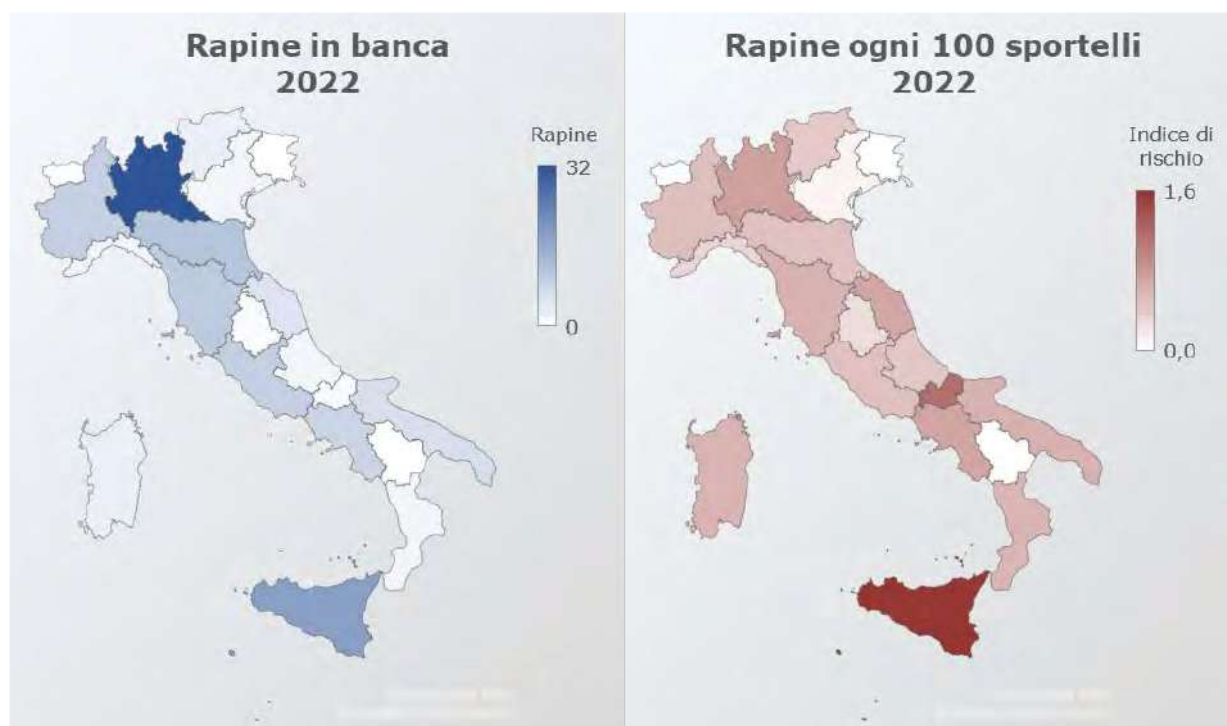 Rapine in banca
2022
Rapine
32
0
Rapine ogni 100 sportelli
2022
Indice di
rischio
1,6
0,0